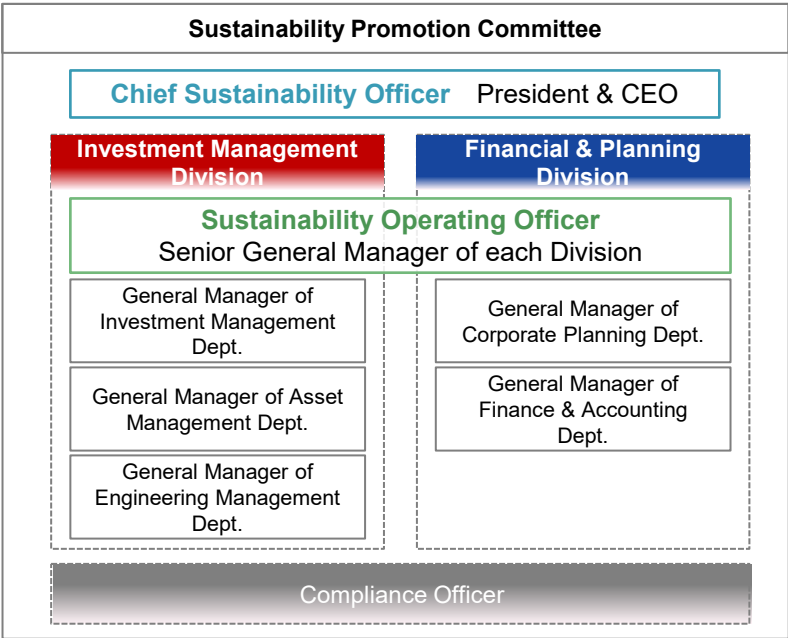 Sustainability Promotion Committee
Chief Sustainability Officer President & CEO
Investment Management
Division
Financial & Planning
Division
Sustainability Operating Officer
Senior General Manager of each Division
General Manager of
Investment Management
Dept.
General Manager of Asset
Management Dept.
General Manager of
Engineering Management
Dept.
General Manager of
Corporate Planning Dept.
General Manager of
Finance & Accounting
Dept.
Compliance Officer